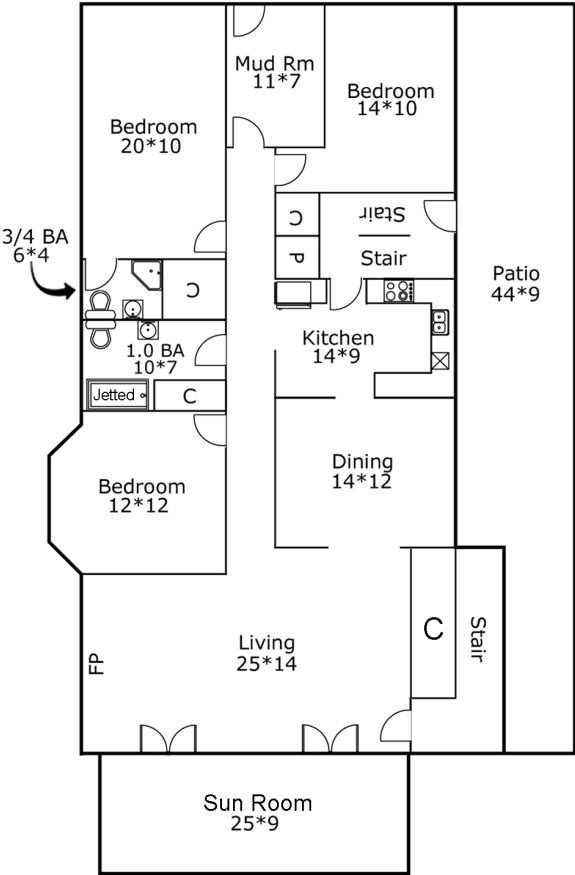 Mud Rm
11*7
Bedroom
14*10
Bedroom
20*10
C
Stair
3/4 BA
6*4
P
Stair
Patio
44*9
C
Kitchen
14*9
1.0 BA
10*7
Jetted
C
Dining
14*12
Bedroom
12*12
C
Stair
Living
25*14
FP
Sun Room
25*9